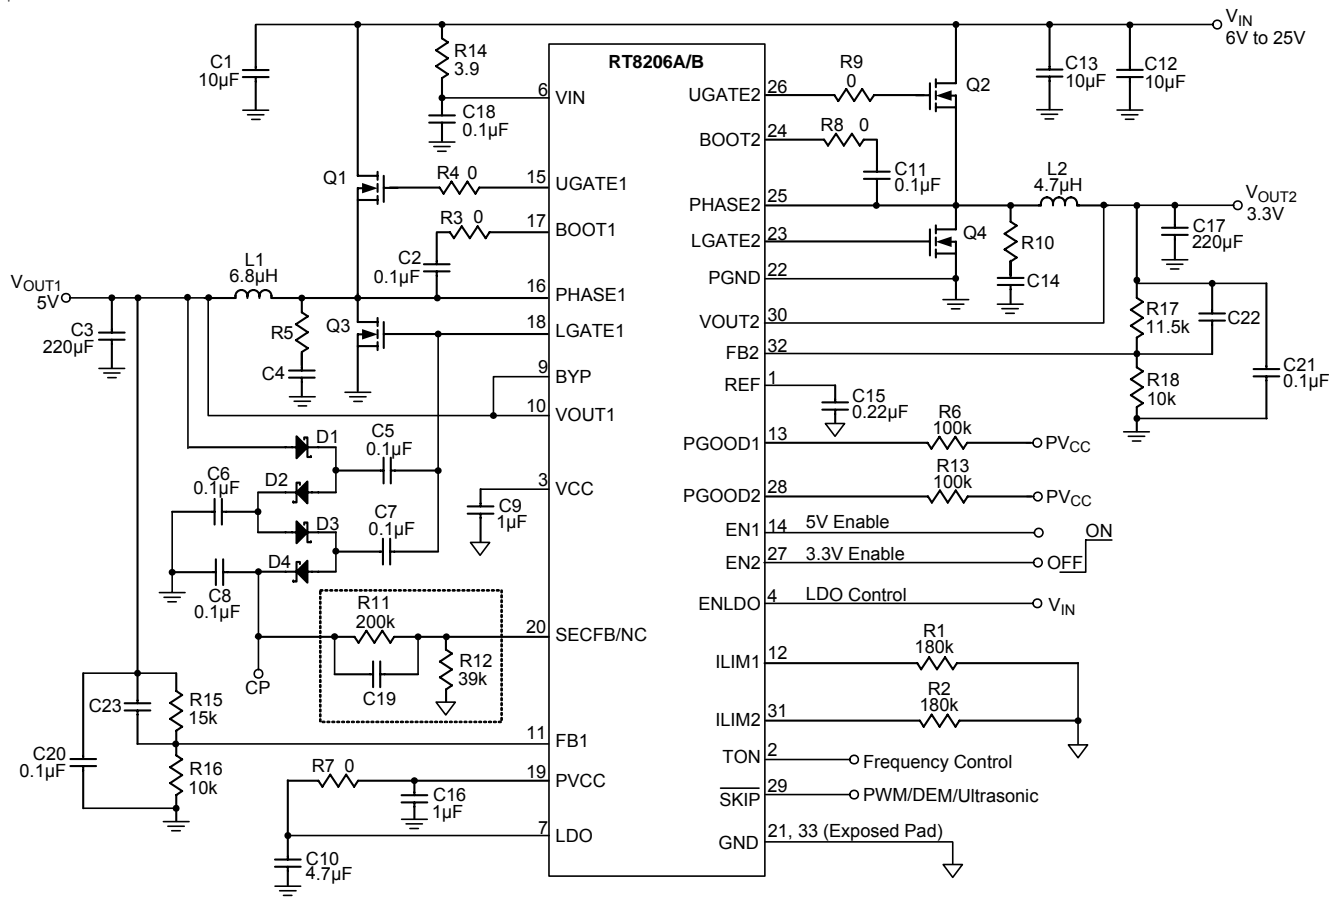 RT8206A/B
V_IN
6V to 25V
C1
10µF
R14
3.9
C18
0.1µF
6
VIN
Q1
R4 0
15
UGATE1
R3 0
17
BOOT1
C2
0.1µF
L1
6.8µH
V_OUT1
5V
16
PHASE1
C3
220µF
R5
C4
Q3
18
LGATE1
9
BYP
10
VOUT1
D1
C5
0.1µF
D2
C6
0.1µF
D3
C7
0.1µF
D4
C8
0.1µF
3
VCC
C9
1µF
R11
200k
20
SECFB/NC
C19
R12
39k
CP
C23
R15
15k
11
FB1
C20
0.1µF
R16
10k
R7 0
19
PVCC
C16
1µF
7
LDO
C10
4.7µF
UGATE2
26
R9
0
Q2
C13
10µF
C12
10µF
BOOT2
24
R8 0
C11
0.1µF
PHASE2
25
L2
4.7µH
V_OUT2
3.3V
LGATE2
23
Q4
R10
C17
220µF
PGND
22
C14
VOUT2
30
R17
11.5k
C22
FB2
32
C21
0.1µF
REF
1
R18
10k
C15
0.22µF
PGOOD1
13
R6
100k
PV_CC
PGOOD2
28
R13
100k
PV_CC
EN1
14
5V Enable
ON
EN2
27
3.3V Enable
OFF
ENLDO
4
LDO Control
V_IN
ILIM1
12
R1
180k
ILIM2
31
R2
180k
TON
2
Frequency Control
SKIP
29
PWM/DEM/Ultrasonic
GND
21, 33 (Exposed Pad)